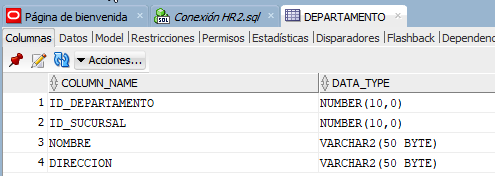 Página de bienvenida Conexión HR2.sql DEPARTAMENTO
Columnas Datos Model Restricciones Permisos Estadísticas Disparadores Flashback Dependenc
Acciones...
COLUMN_NAME DATA_TYPE
1 ID_DEPARTAMENTO NUMBER(10,0)
2 ID_SUCURSAL NUMBER(10,0)
3 NOMBRE VARCHAR2(50 BYTE)
4 DIRECCION VARCHAR2(50 BYTE)